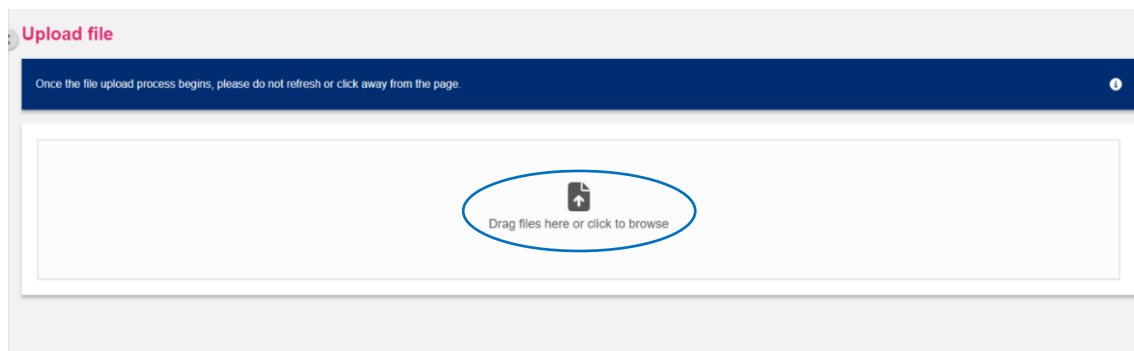 Upload file
Once the file upload process begins, please do not refresh or click away from the page.
Drag files here or click to browse